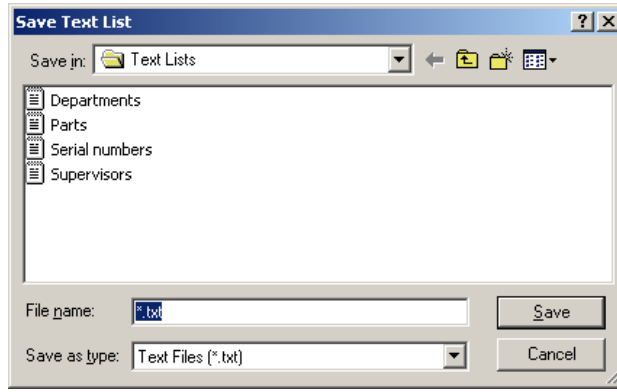 Save Text List
Save in: Text Lists
Departments
Parts
Serial numbers
Supervisors
File name: *.txt Save
Save as type: Text Files (*.txt) Cancel